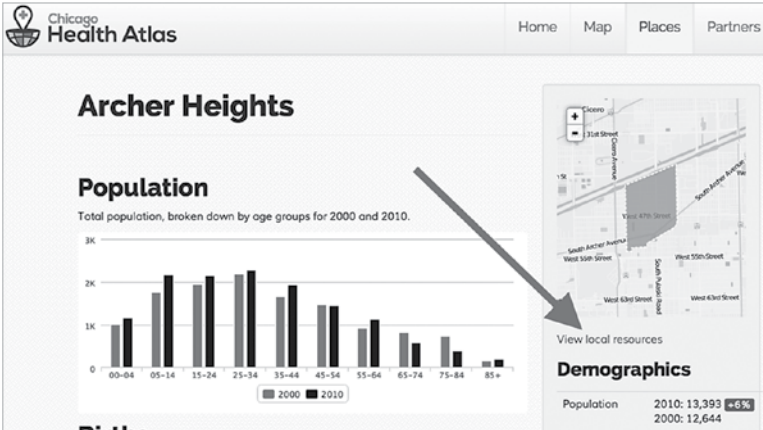 Chicago
Health Atlas
Home Map Places Partners
Archer Heights
Population
Total population, broken down by age groups for 2000 and 2010.
3K
2K
1K
0
00-04 05-14 15-24 25-34 35-44 45-54 55-64 65-74 75-84 85+
2000 2010
+
-
Cicero
31st Street
Cicero Avenue
South Archer Avenue
West 47th Street
South Archer Avenue
West 55th Street
West 55th Street
South Pulaski Road
West 63rd Street
West 63rd Street
View local resources
Demographics
Population 2010: 13,393 +6%
2000: 12,644